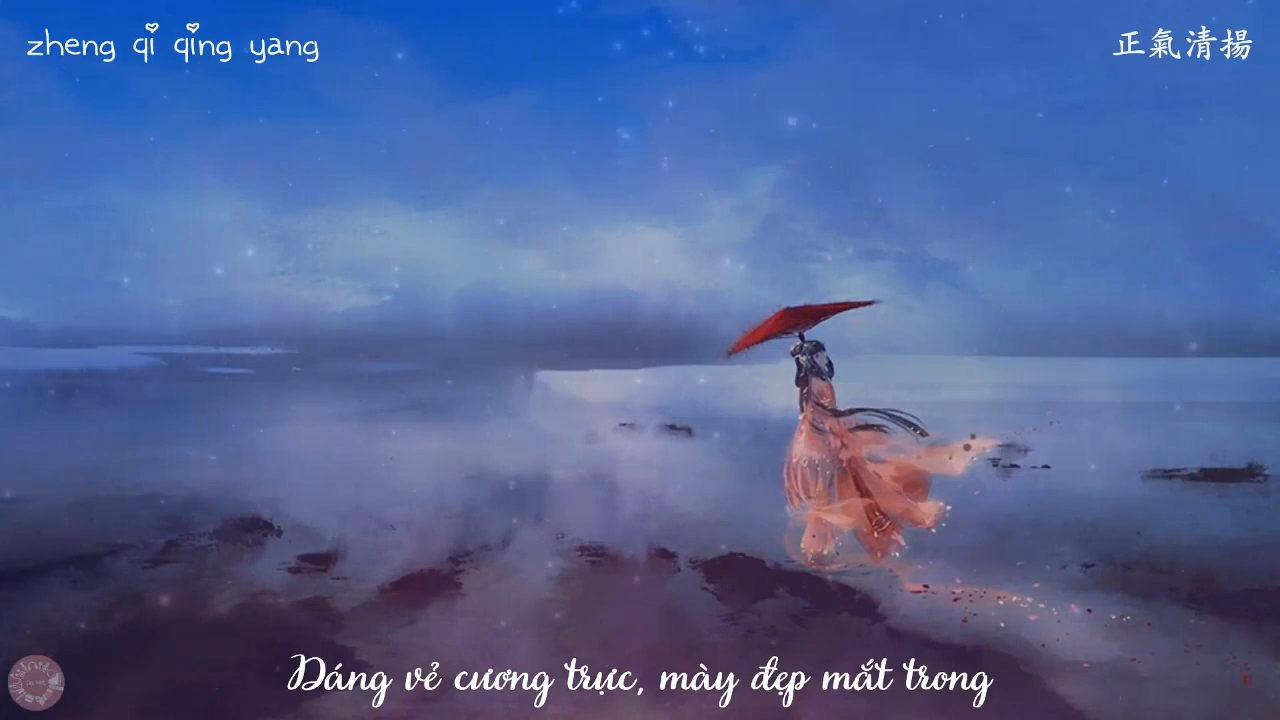 zheng qi qing yang
正氣清揚
Dáng vẻ cương trực, mày đẹp mắt trong